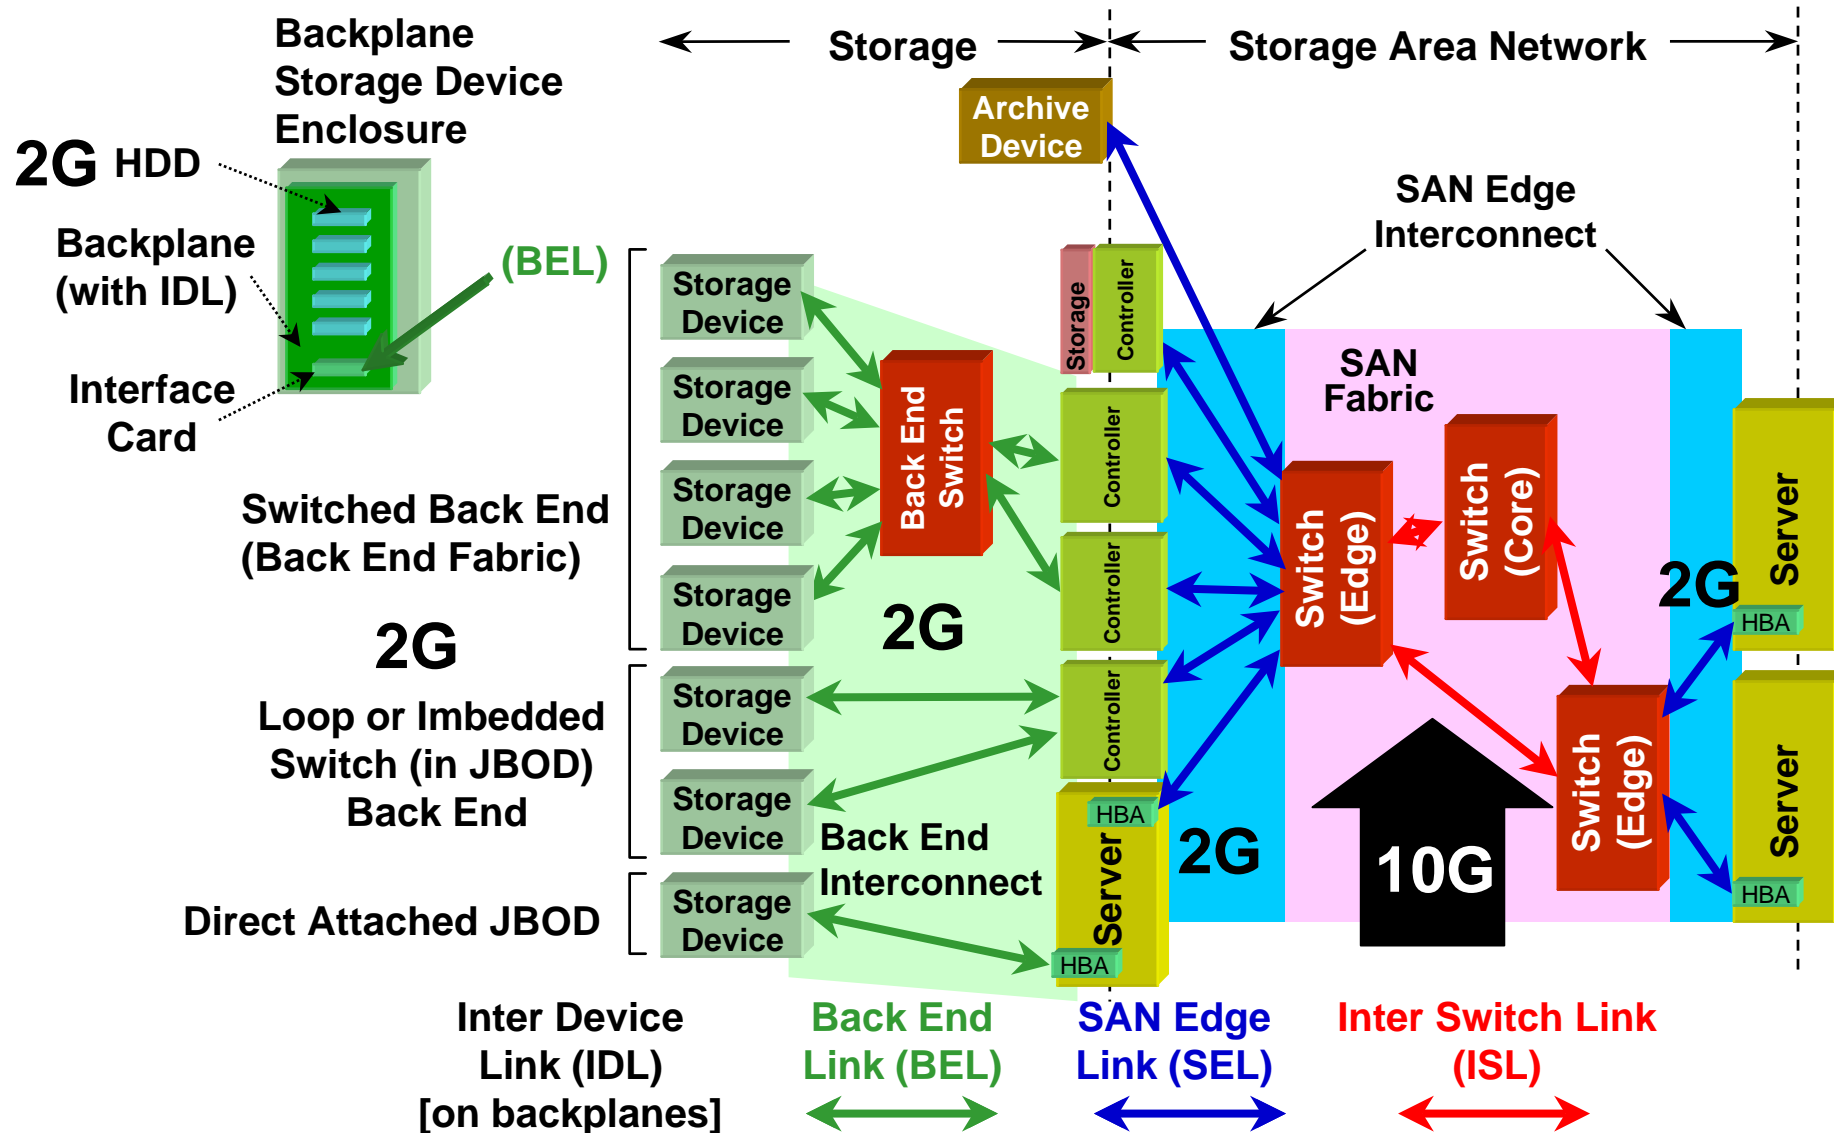 Backplane
Storage Device
Enclosure
Storage
Storage Area Network
Archive
Device
2G HDD
SAN Edge
Interconnect
Backplane
(with IDL)
(BEL)
Interface
Card
Storage
Device
Storage
Device
Storage
Device
Storage
Device
Storage
Device
Storage
Device
Storage
Device
Back End
Switch
Storage
Controller
Controller
Controller
Controller
SAN
Fabric
Switch
(Edge)
Switch
(Core)
Switch
(Edge)
Server
HBA
Server
HBA
Server
HBA
HBA
2G
2G
2G
2G
10G
Switched Back End
(Back End Fabric)
Loop or Imbedded
Switch (in JBOD)
Back End
Direct Attached JBOD
Back End
Interconnect
Inter Device
Link (IDL)
[on backplanes]
Back End
Link (BEL)
SAN Edge
Link (SEL)
Inter Switch Link
(ISL)